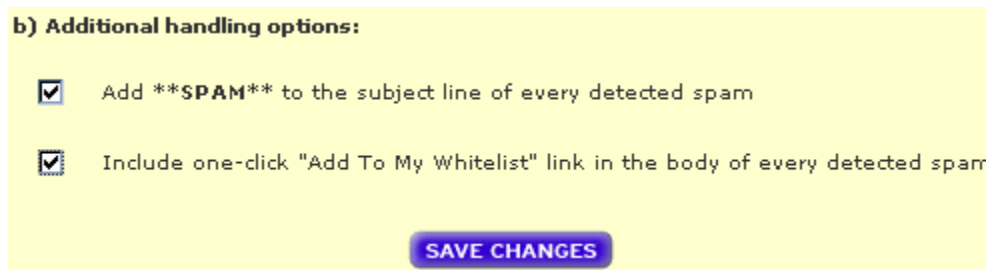 b) Additional handling options:
Add **SPAM** to the subject line of every detected spam
Include one-click "Add To My Whitelist" link in the body of every detected spam
SAVE CHANGES